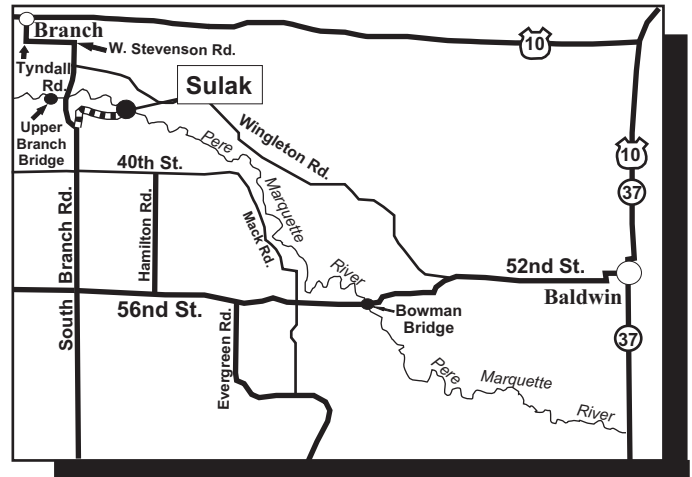 Branch
W. Stevenson Rd.
10
Tyndall
Rd.
Sulak
Upper
Branch
Bridge
Wingleton Rd.
Pere
Marquette
River
10
37
40th St.
Hamilton Rd.
Mack Rd.
South Branch Rd.
52nd St.
Baldwin
56nd St.
Bowman
Bridge
37
Evergreen Rd.
Pere Marquette River